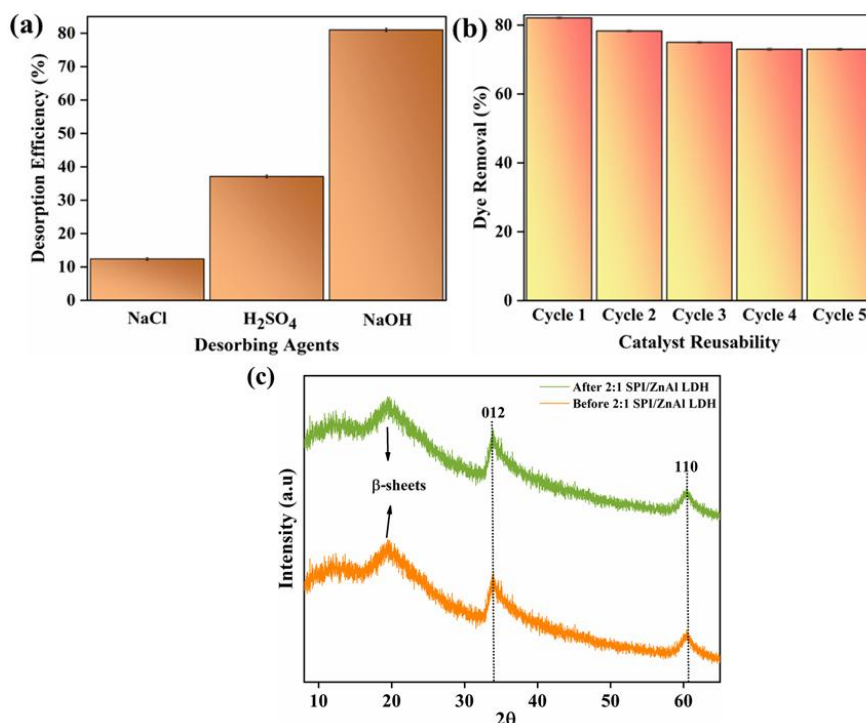 (a)
Desorption Efficiency (%)
80
70
60
50
40
30
20
10
0
NaCl
H₂SO₄
NaOH
Desorbing Agents
(b)
Dye Removal (%)
80
60
40
20
0
Cycle 1
Cycle 2
Cycle 3
Cycle 4
Cycle 5
Catalyst Reusability
(c)
After 2:1 SPI/ZnAl LDH
Before 2:1 SPI/ZnAl LDH
012
110
β-sheets
Intensity (a.u)
10
20
30
40
50
60
2θ